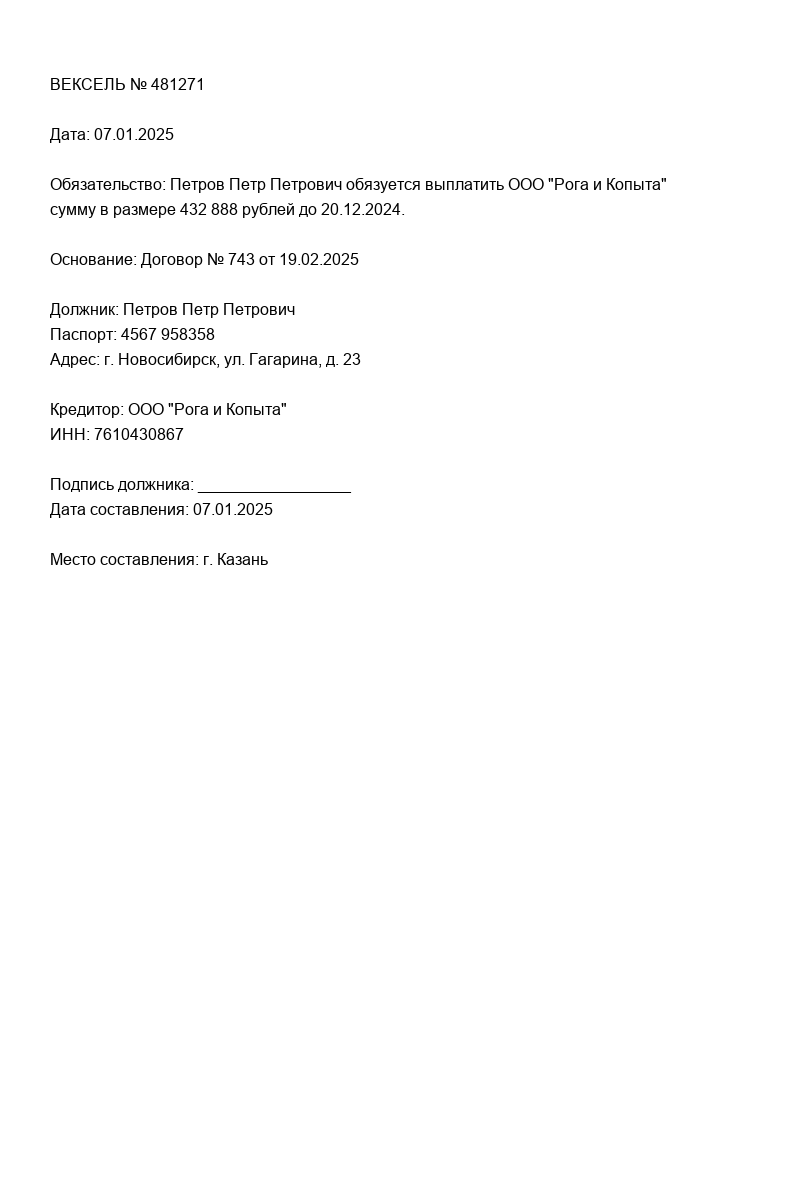 ВЕКСЕЛЬ № 481271
Дата: 07.01.2025
Обязательство: Петров Петр Петрович обязуется выплатить ООО "Рога и Копыта"
сумму в размере 432 888 рублей до 20.12.2024.
Основание: Договор № 743 от 19.02.2025
Должник: Петров Петр Петрович
Паспорт: 4567 958358
Адрес: г. Новосибирск, ул. Гагарина, д. 23
Кредитор: ООО "Рога и Копыта"
ИНН: 7610430867
Подпись должника: _________________
Дата составления: 07.01.2025
Место составления: г. Казань